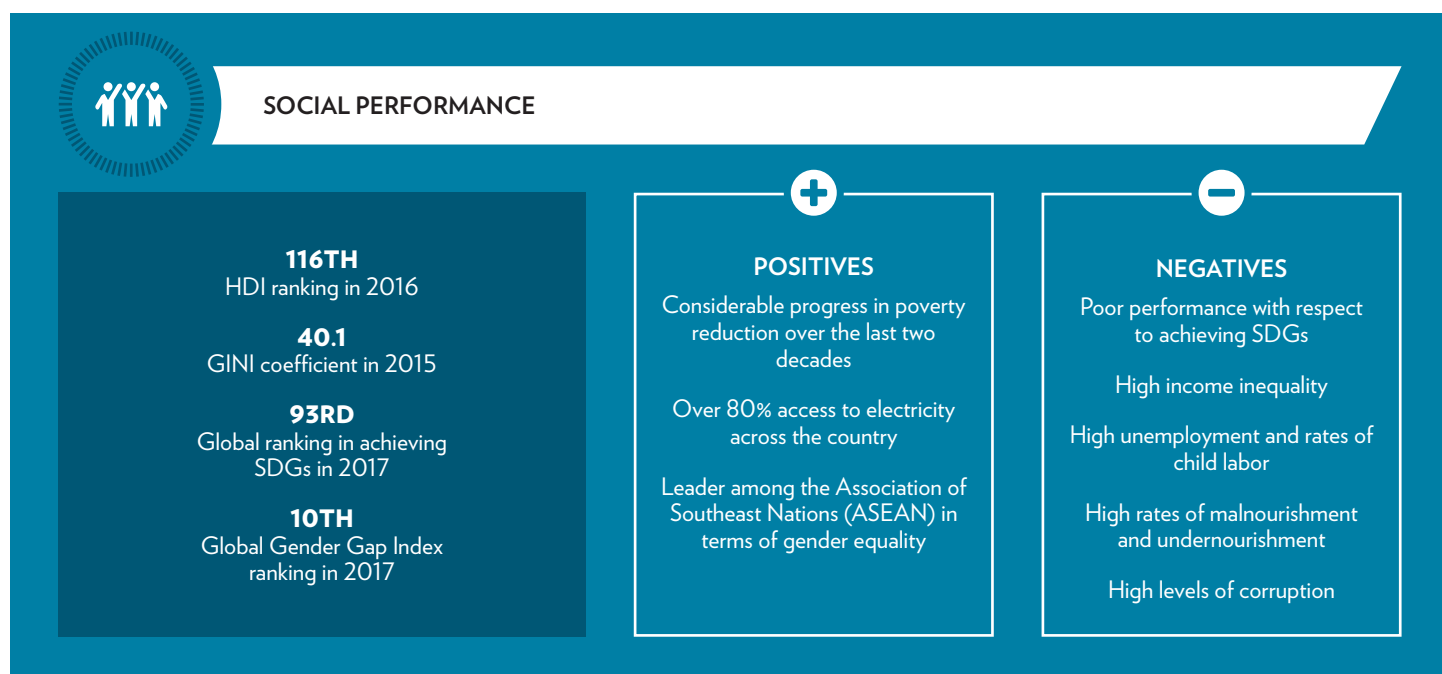 SOCIAL PERFORMANCE
116TH
HDI ranking in 2016
40.1
GINI coefficient in 2015
93RD
Global ranking in achieving
SDGs in 2017
10TH
Global Gender Gap Index
ranking in 2017
POSITIVES
Considerable progress in poverty
reduction over the last two
decades
Over 80% access to electricity
across the country
Leader among the Association of
Southeast Nations (ASEAN) in
terms of gender equality
NEGATIVES
Poor performance with respect
to achieving SDGs
High income inequality
High unemployment and rates of
child labor
High rates of malnourishment
and undernourishment
High levels of corruption